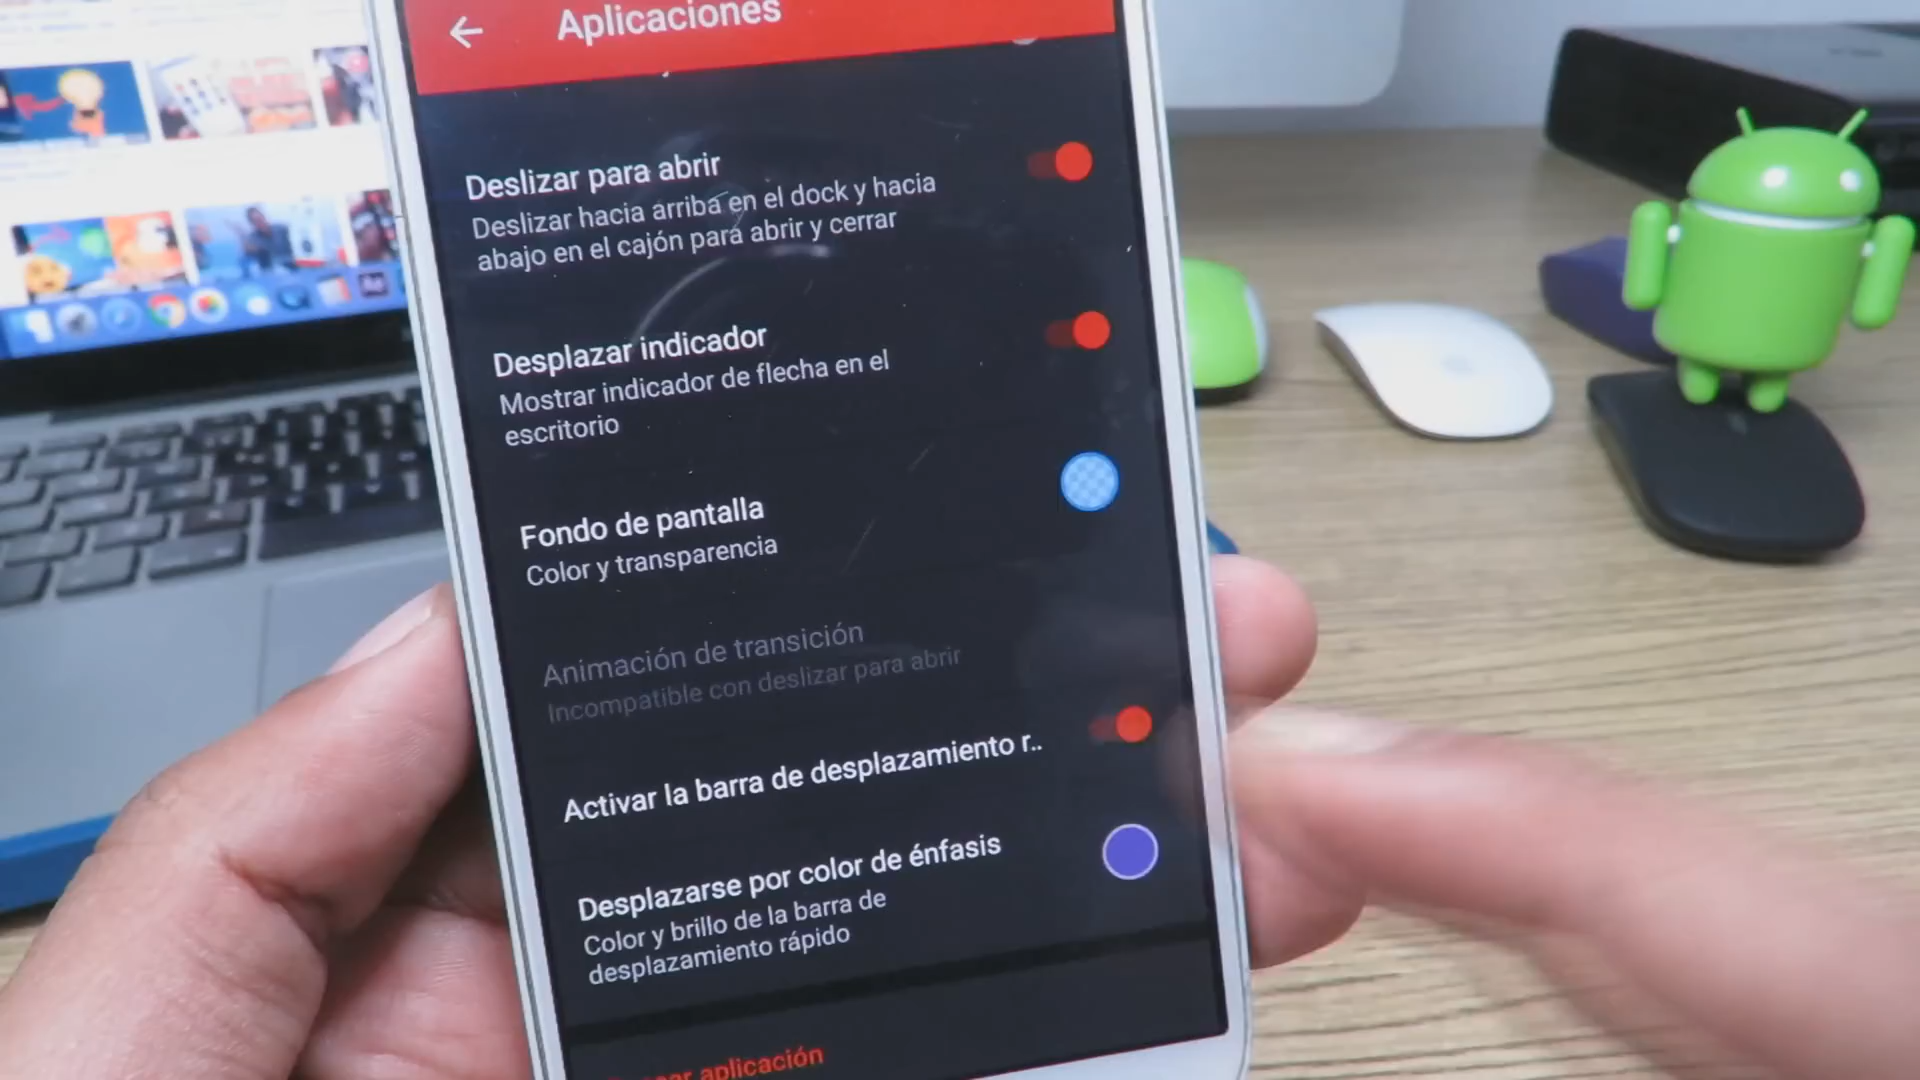 Aplicaciones
Deslizar para abrir
Deslizar hacia arriba en el dock y hacia
abajo en el cajón para abrir y cerrar
Desplazar indicador
Mostrar indicador de flecha en el
escritorio
Fondo de pantalla
Color y transparencia
Animación de transición
Incompatible con deslizar para abrir
Activar la barra de desplazamiento r..
Desplazarse por color de énfasis
Color y brillo de la barra de
desplazamiento rápido
aplicación